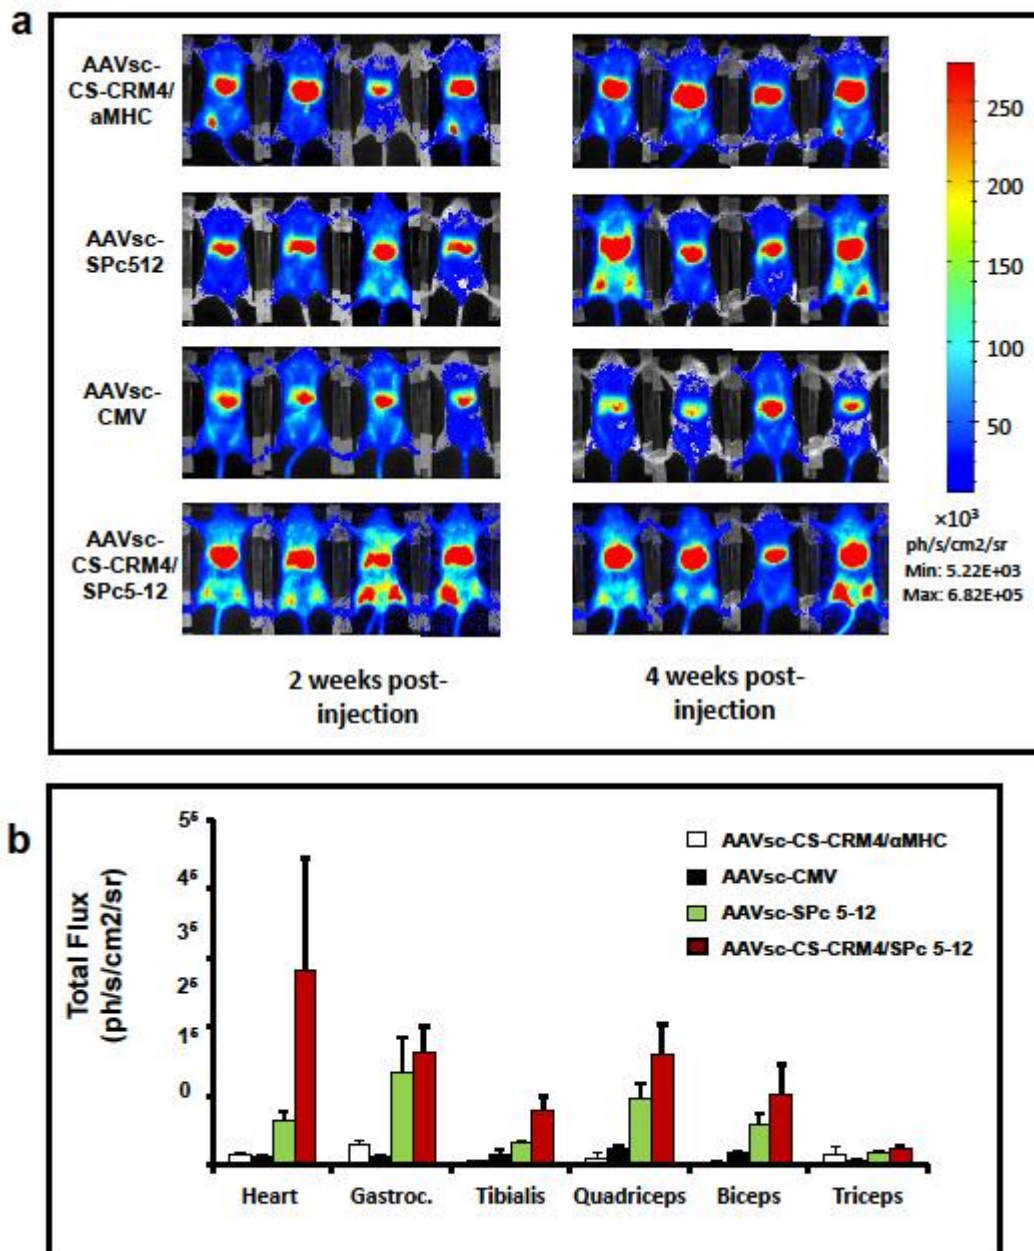 a
AAVsc-
CS-CRM4/
aMHC
AAVsc-
SPc512
AAVsc-
CMV
AAVsc-
CS-CRM4/
SPc5-12
2 weeks post-
injection
4 weeks post-
injection
250
200
150
100
50
×10³
ph/s/cm2/sr
Min: 5.22E+03
Max: 6.82E+05
b
Total Flux
(ph/s/cm2/sr)
5⁶
4⁶
3⁶
2⁶
1⁶
0
AAVsc-CS-CRM4/αMHC
AAVsc-CMV
AAVsc-SPc 5-12
AAVsc-CS-CRM4/SPc 5-12
Heart Gastroc. Tibialis Quadriceps Biceps Triceps